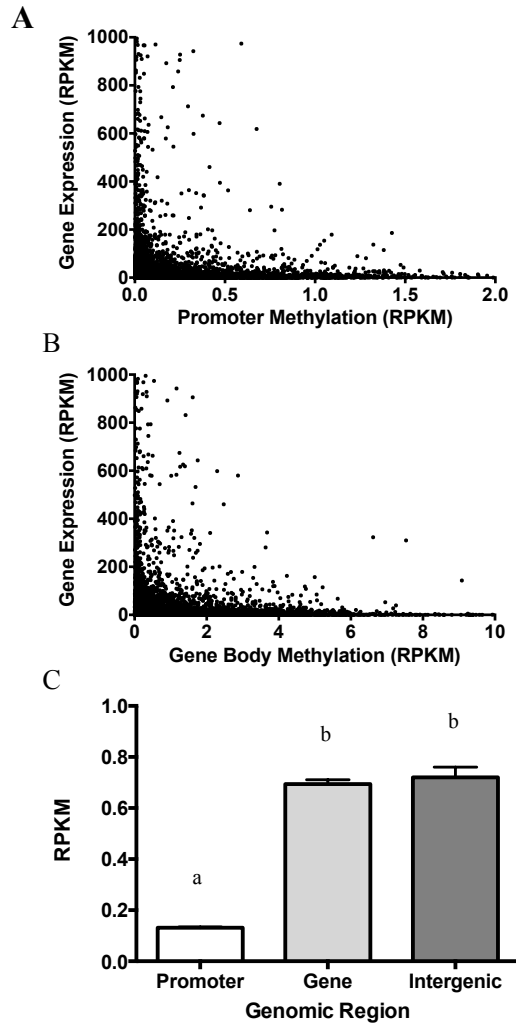 A
Gene Expression (RPKM)
1000
800
600
400
200
0
0.0 0.5 1.0 1.5 2.0
Promoter Methylation (RPKM)
B
Gene Expression (RPKM)
1000
800
600
400
200
0
0 2 4 6 8 10
Gene Body Methylation (RPKM)
C
RPKM
1.0
0.8
0.6
0.4
0.2
0.0
a
b
b
Promoter Gene Intergenic
Genomic Region